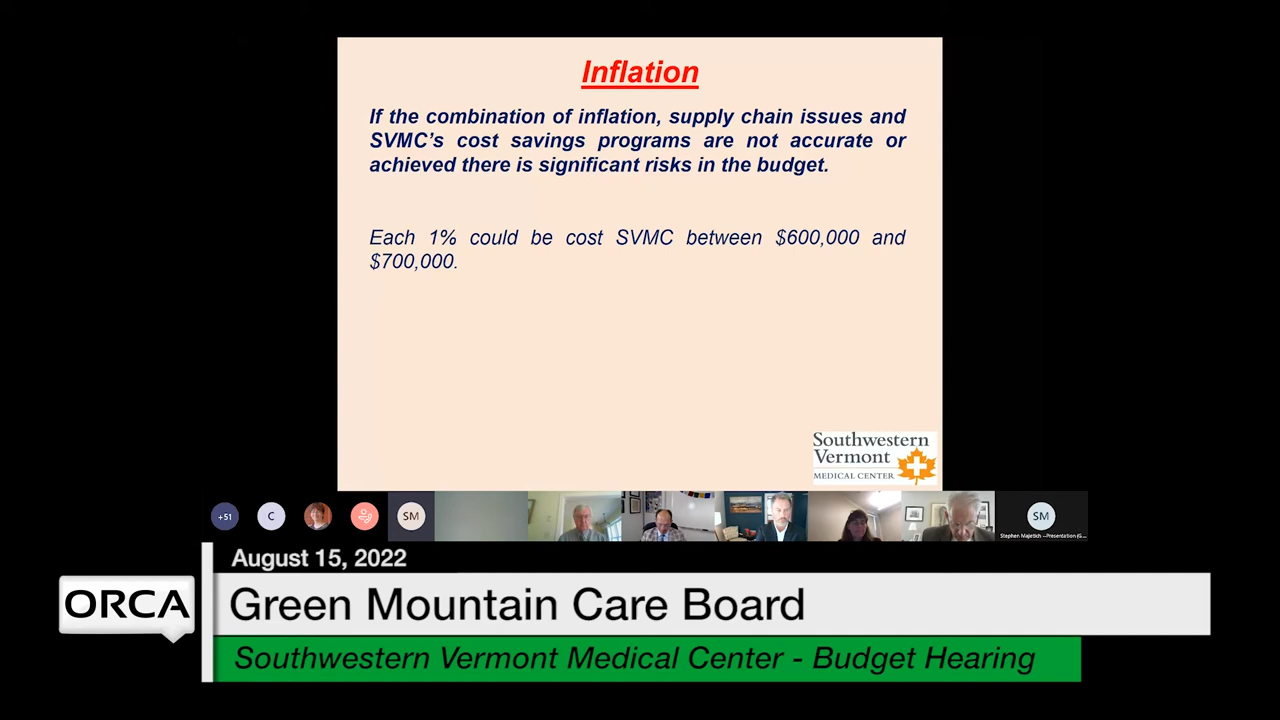 Inflation
If the combination of inflation, supply chain issues and
SVMC's cost savings programs are not accurate or
achieved there is significant risks in the budget.
Each 1% could be cost SVMC between $600,000 and
$700,000.
Southwestern
Vermont
MEDICAL CENTER
+51
C
SM
SM
Stephen Majetich --Presentation (G...
August 15, 2022
ORCA
Green Mountain Care Board
Southwestern Vermont Medical Center - Budget Hearing